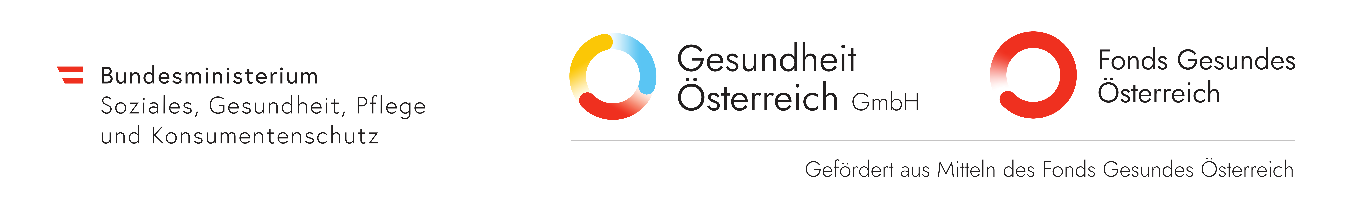 Bundesministerium
Soziales, Gesundheit, Pflege
und Konsumentenschutz
Gesundheit
Österreich GmbH
Fonds Gesundes
Österreich
Gefördert aus Mitteln des Fonds Gesundes Österreich